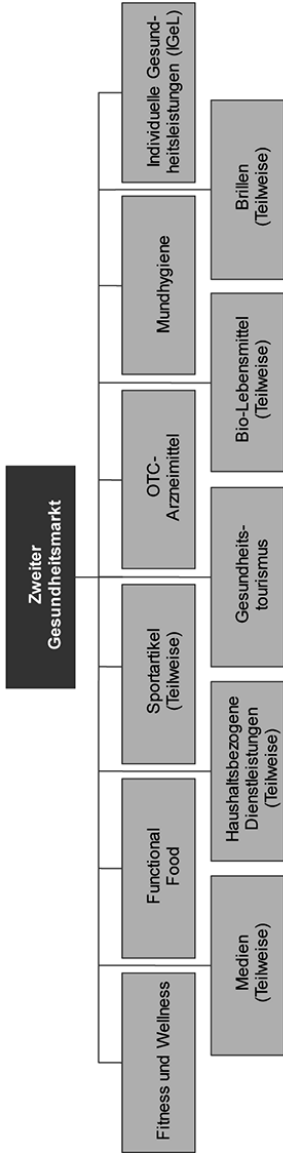 Zweiter
Gesundheitsmarkt
Fitness und Wellness
Functional
Food
Sportartikel
(Teilweise)
OTC-
Arzneimittel
Mundhygiene
Individuelle Gesund-
heitsleistungen (IGeL)
Medien
(Teilweise)
Haushaltsbezogene
Dienstleistungen
(Teilweise)
Gesundheits-
tourismus
Bio-Lebensmittel
(Teilweise)
Brillen
(Teilweise)